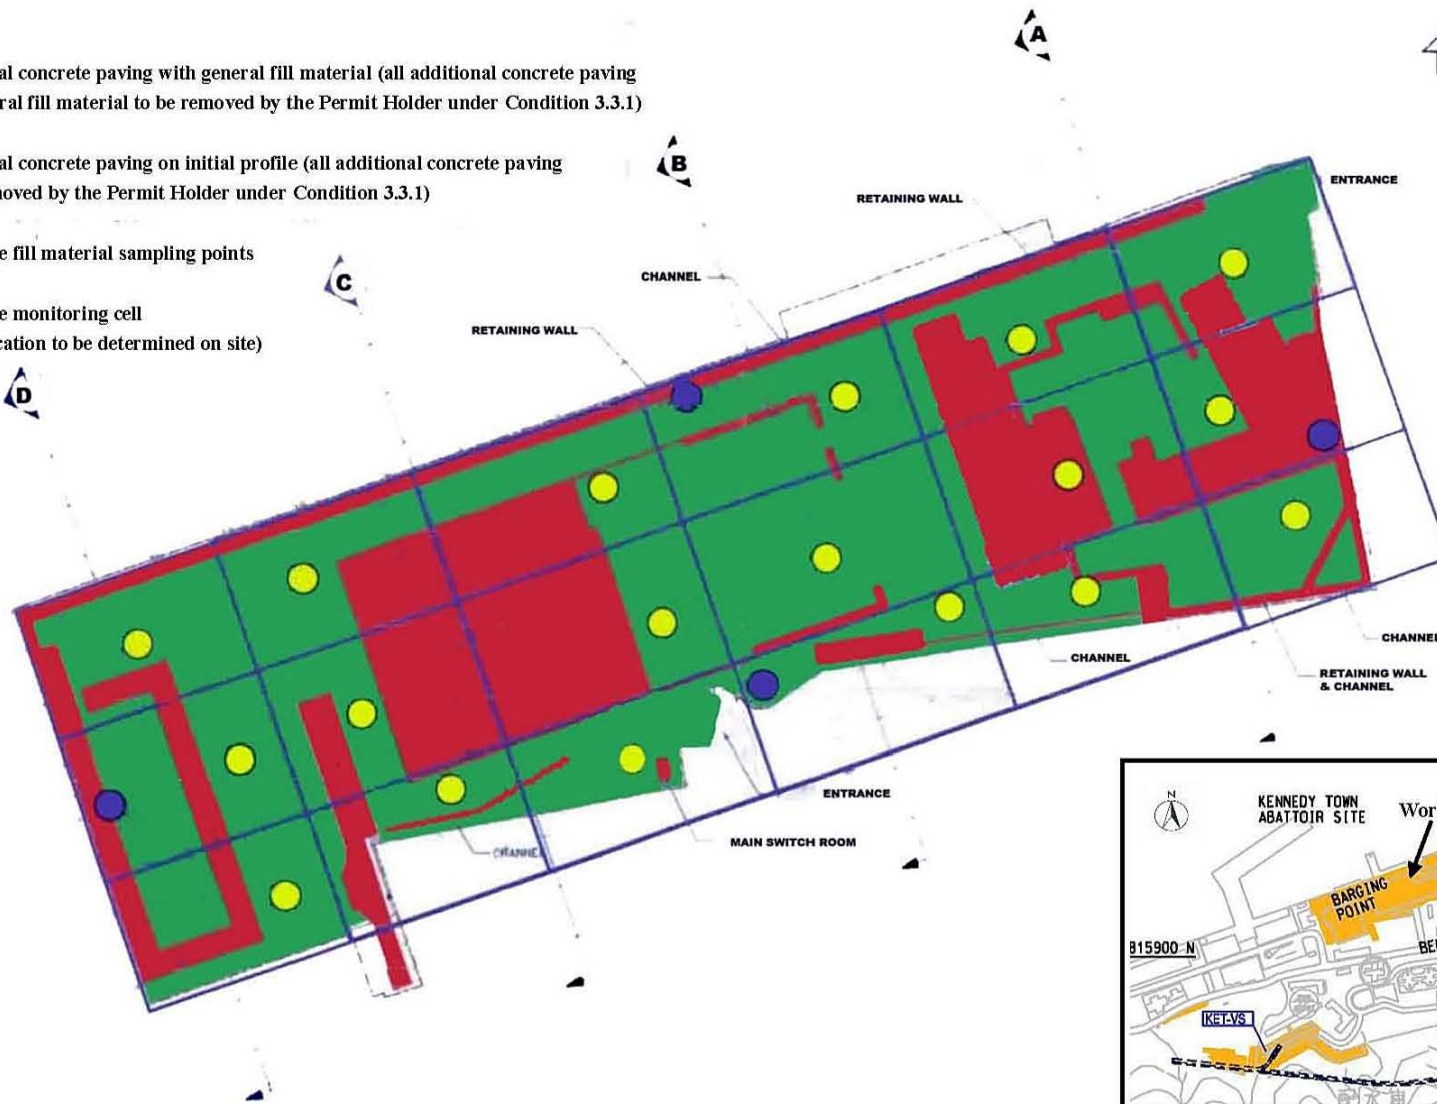 al concrete paving with general fill material (all additional concrete paving
ral fill material to be removed by the Permit Holder under Condition 3.3.1)
al concrete paving on initial profile (all additional concrete paving
moved by the Permit Holder under Condition 3.3.1)
e fill material sampling points
e monitoring cell
cation to be determined on site)
A
B
C
D
ENTRANCE
RETAINING WALL
CHANNEL
RETAINING WALL
CHANNEL
CHANNEL
RETAINING WALL
& CHANNEL
ENTRANCE
MAIN SWITCH ROOM
CHANNEL
N
KENNEDY TOWN
ABATTOIR SITE
Wor
BARGING
POINT
815900 N
BE
KET-VS